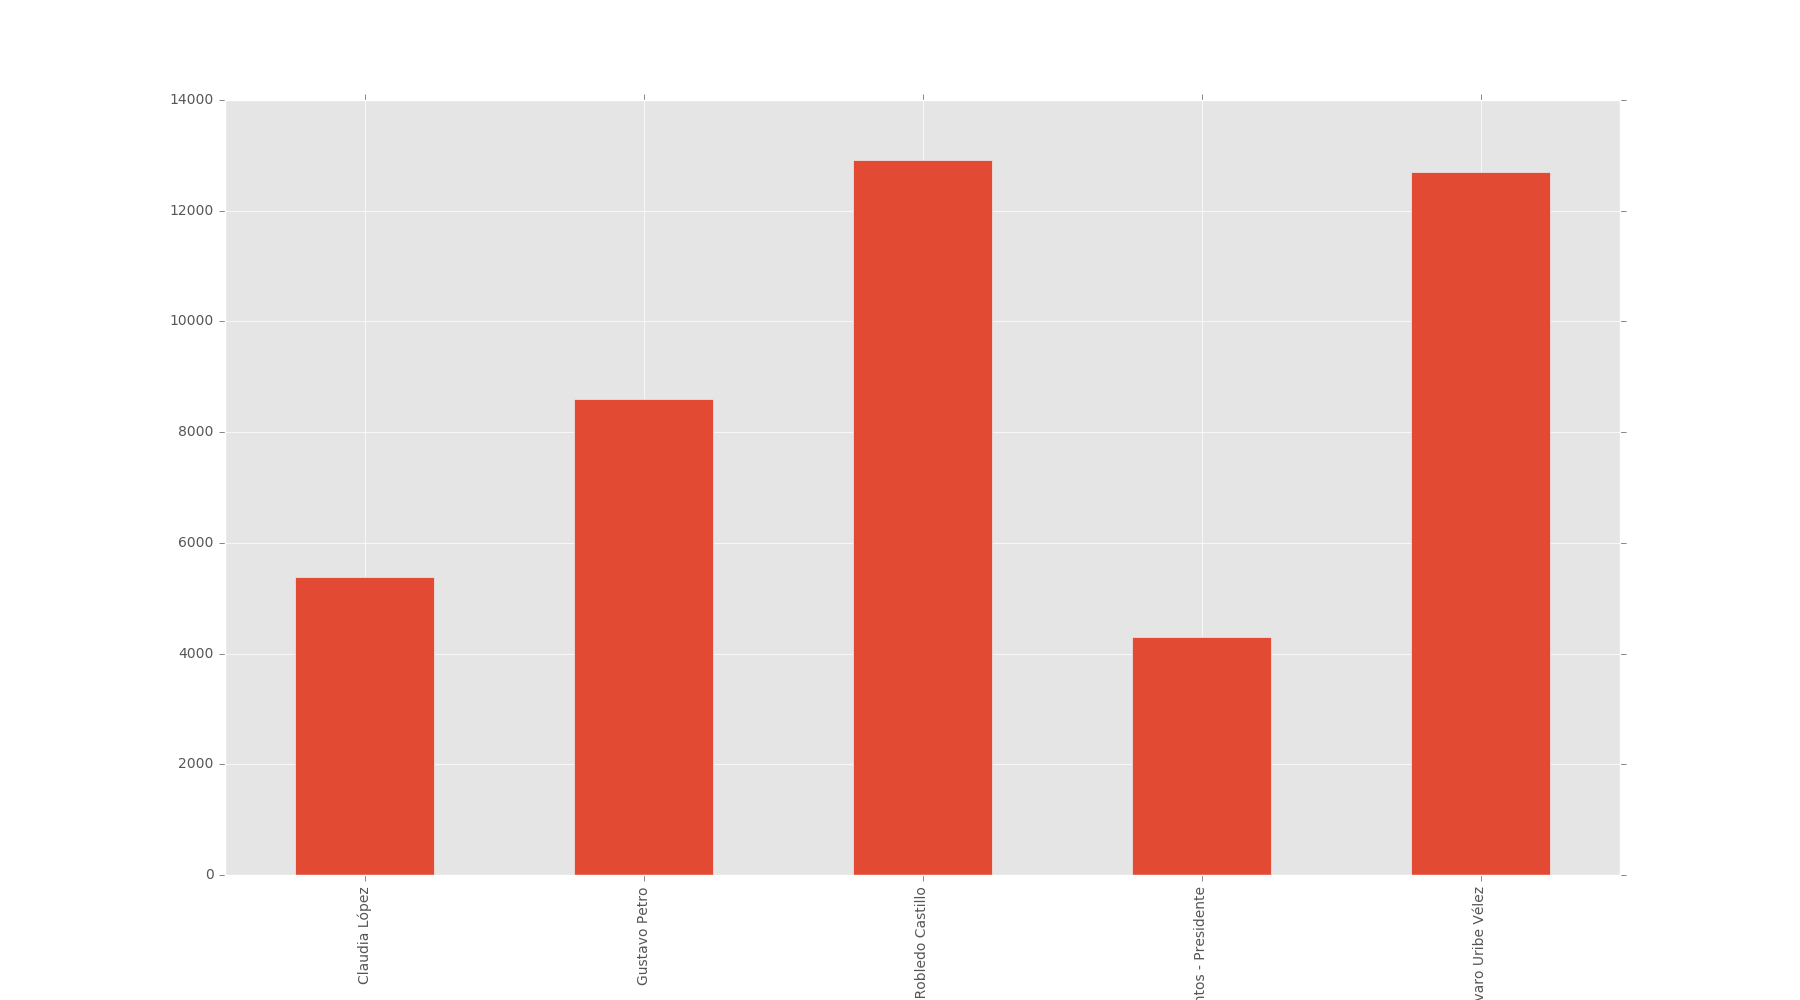 14000
12000
10000
8000
6000
4000
2000
0
Claudia López
Gustavo Petro
Robledo Castillo
ntos - Presidente
varo Uribe Vélez